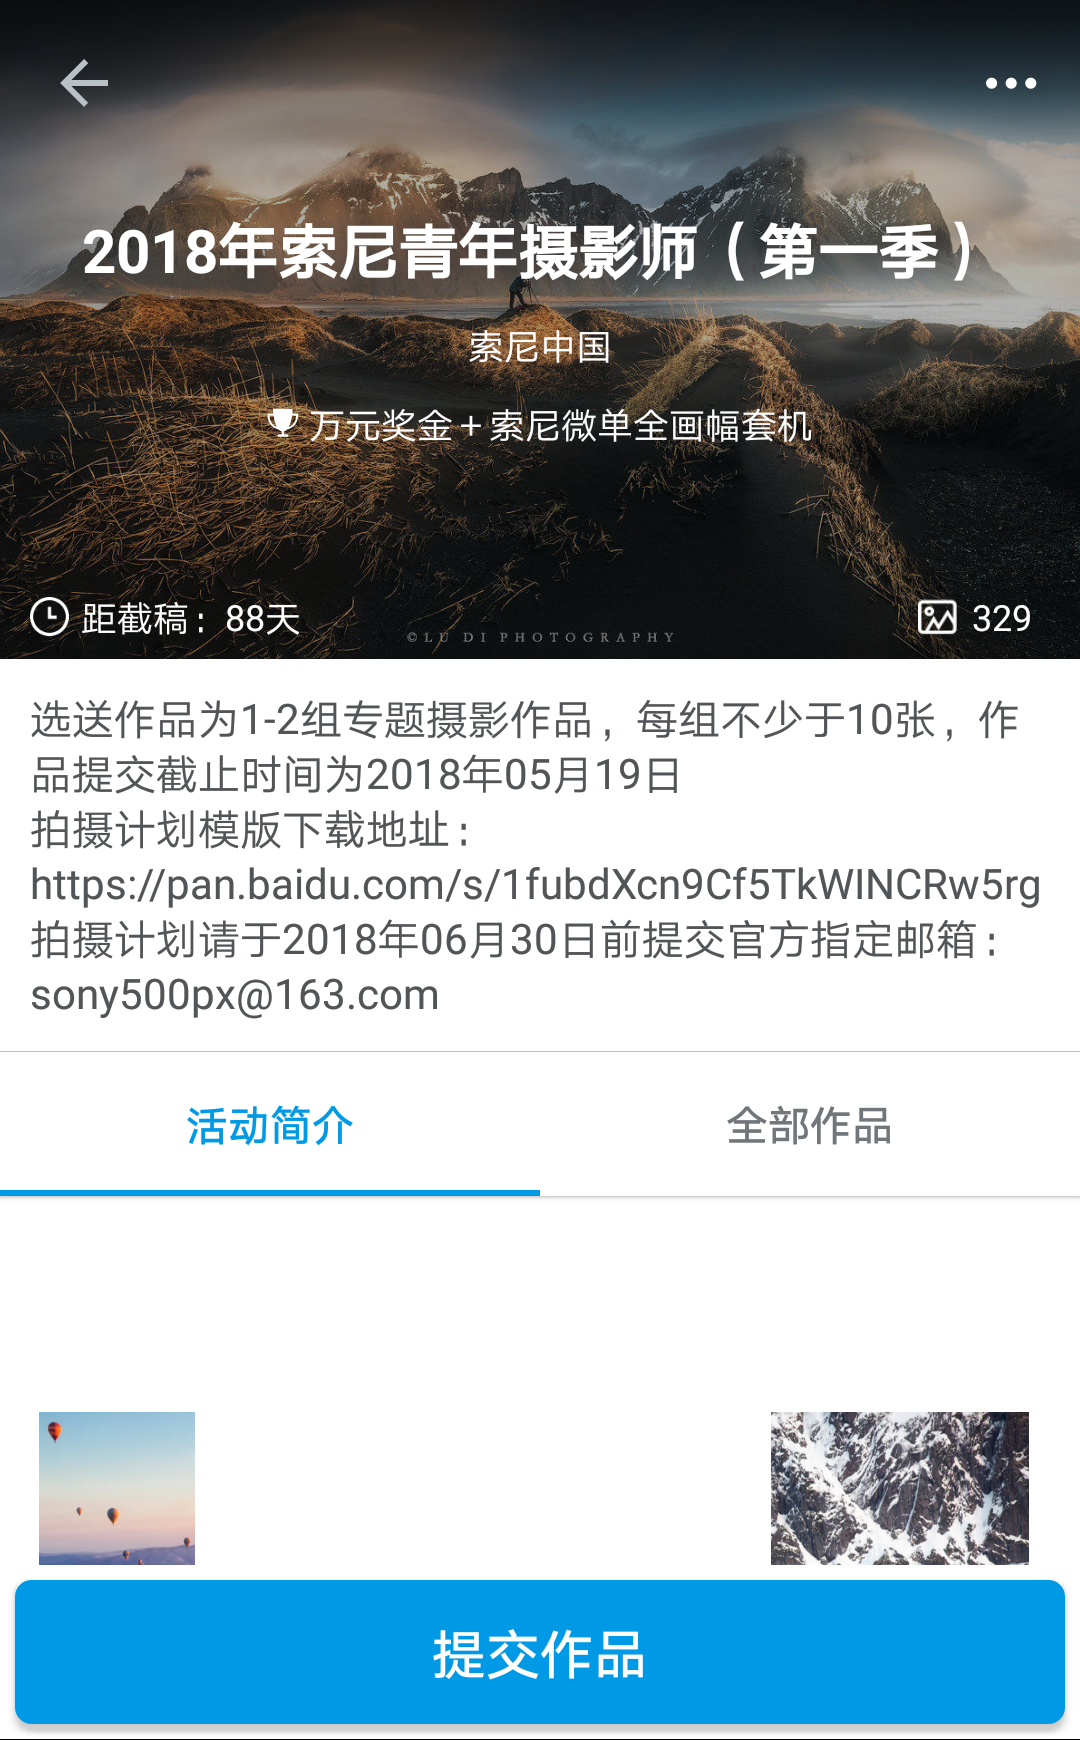 2018年索尼青年摄影师（第一季）
索尼中国
万元奖金+索尼微单全画幅套机
距截稿：88天
©LU DI PHOTOGRAPHY
329
选送作品为1-2组专题摄影作品，每组不少于10张，作
品提交截止时间为2018年05月19日
拍摄计划模版下载地址：
https://pan.baidu.com/s/1fubdXcn9Cf5TkWINCRw5rg
拍摄计划请于2018年06月30日前提交官方指定邮箱：
sony500px@163.com
活动简介
全部作品
提交作品